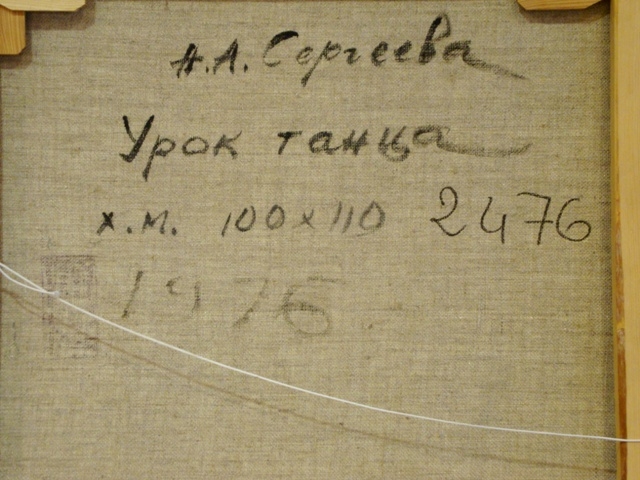 Н.А. Сергеева
Урок танца
х.м. 100х110 2476
1976